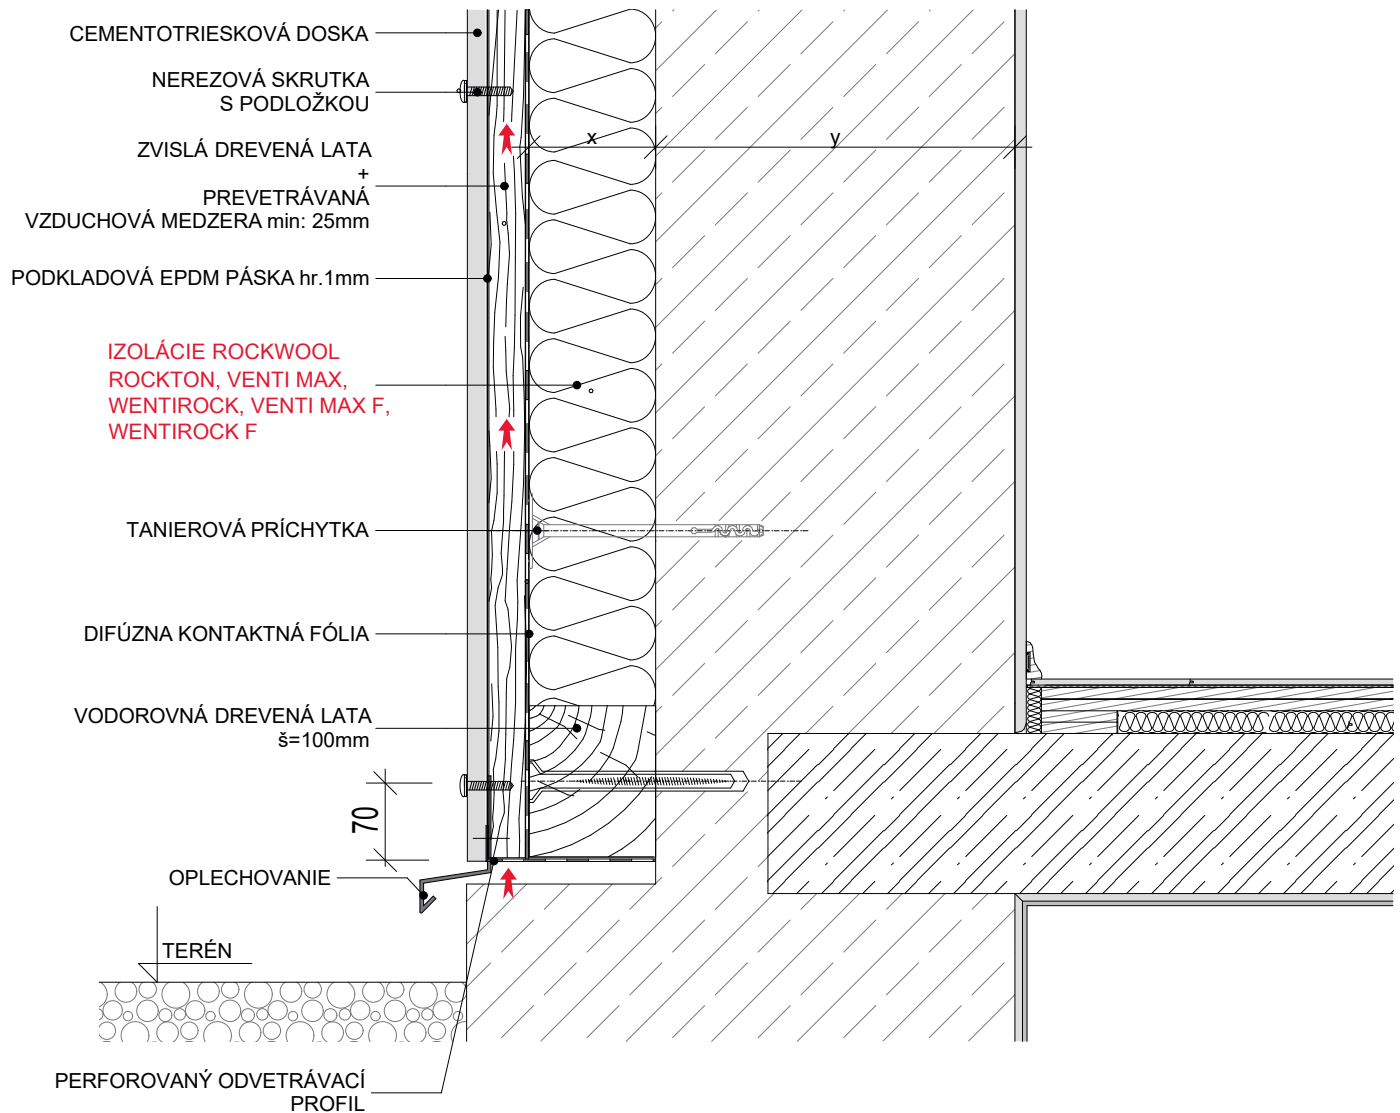 CEMENTOTRIESKOVÁ DOSKA
NEREZOVÁ SKRUTKA
S PODLOŽKOU
ZVISLÁ DREVENÁ LATA
+
PREVETRÁVANÁ
VZDUCHOVÁ MEDZERA min: 25mm
x
y
PODKLADOVÁ EPDM PÁSKA hr.1mm
IZOLÁCIE ROCKWOOL
ROCKTON, VENTI MAX,
WENTIROCK, VENTI MAX F,
WENTIROCK F
TANIEROVÁ PRÍCHYTKA
DIFÚZNA KONTAKTNÁ FÓLIA
VODOROVNÁ DREVENÁ LATA
š=100mm
70
OPLECHOVANIE
TERÉN
PERFOROVANÝ ODVETRÁVACÍ
PROFIL